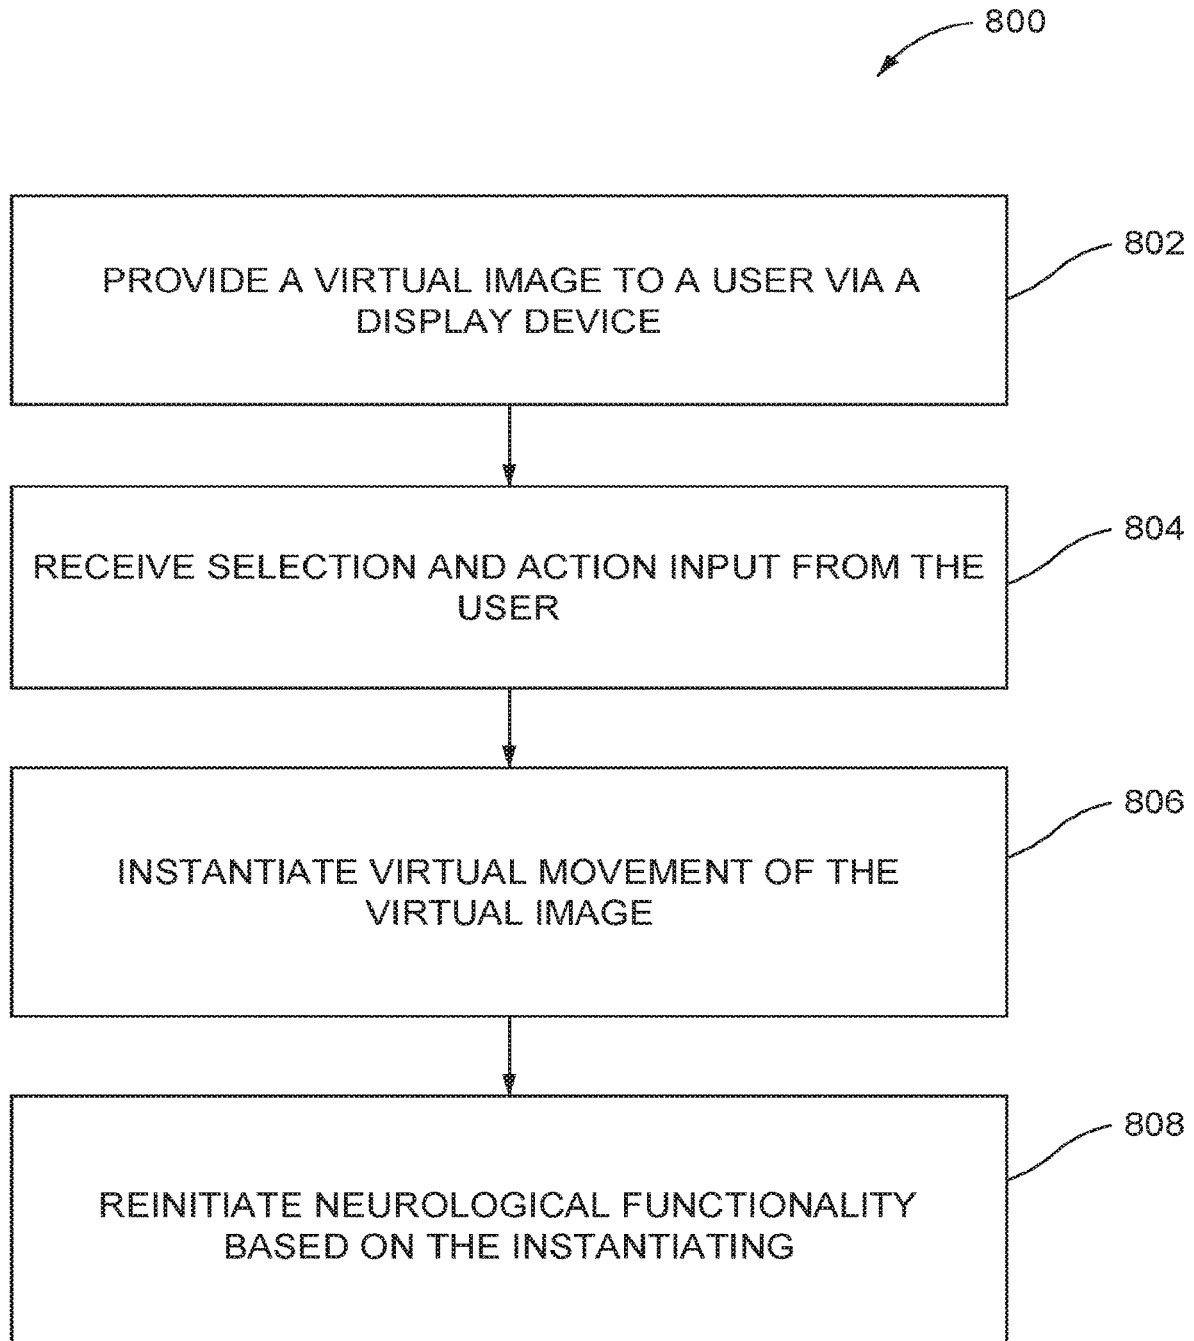 800
PROVIDE A VIRTUAL IMAGE TO A USER VIA A
DISPLAY DEVICE
802
RECEIVE SELECTION AND ACTION INPUT FROM THE
USER
804
INSTANTIATE VIRTUAL MOVEMENT OF THE
VIRTUAL IMAGE
806
REINITIATE NEUROLOGICAL FUNCTIONALITY
BASED ON THE INSTANTIATING
808